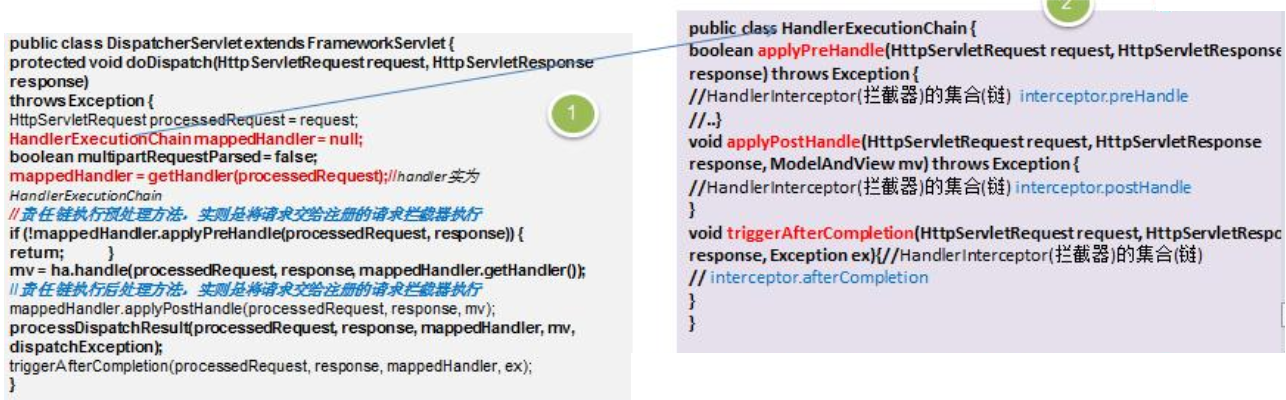 public class DispatcherServlet extends FrameworkServlet {
protected void doDispatch(HttpServletRequest request, HttpServletResponse
response)
throws Exception {
HttpServletRequest processedRequest = request;
HandlerExecutionChain mappedHandler = null;
boolean multipartRequestParsed = false;
mappedHandler = getHandler(processedRequest);//handler实为
HandlerExecutionChain
//责任链执行预处理方法，实则是将请求交给注册的请求拦截器执行
if (!mappedHandler.applyPreHandle(processedRequest, response)) {
return; }
mv = ha.handle(processedRequest, response, mappedHandler.getHandler());
//责任链执行后处理方法，实则是将请求交给注册的请求拦截器执行
mappedHandler.applyPostHandle(processedRequest, response, mv);
processDispatchResult(processedRequest, response, mappedHandler, mv,
dispatchException);
triggerAfterCompletion(processedRequest, response, mappedHandler, ex);
}
1
2
public class HandlerExecutionChain {
boolean applyPreHandle(HttpServletRequest request, HttpServletResponse
response) throws Exception {
//HandlerInterceptor(拦截器)的集合(链) interceptor.preHandle
//..}
void applyPostHandle(HttpServletRequest request, HttpServletResponse
response, ModelAndView mv) throws Exception {
//HandlerInterceptor(拦截器)的集合(链) interceptor.postHandle
}
void triggerAfterCompletion(HttpServletRequest request, HttpServletRespo
response, Exception ex){//HandlerInterceptor(拦截器)的集合(链)
// interceptor.afterCompletion
}
}